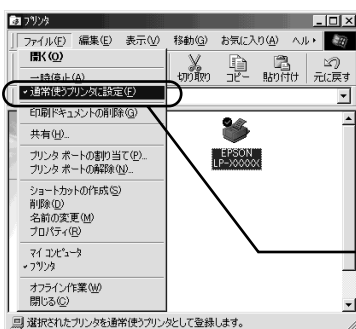 プリンタ
ファイル(F) 編集(E) 表示(V) 移動(G) お気に入り(A) ヘル
切り取り コピー 貼り付け 元に戻す
開く(O)
一時停止(A)
通常使うプリンタに設定(F)
印刷ドキュメントの削除(G)
共有(H)...
プリンタ ポートの割り当て(P)...
プリンタ ポートの解除(N)...
ショートカットの作成(S)
削除(D)
名前の変更(M)
プロパティ(R)
マイ コンピュータ
プリンタ
オフライン作業(W)
閉じる(C)
EPSON
LP-XXXXX
選択されたプリンタを通常使うプリンタとして登録します。